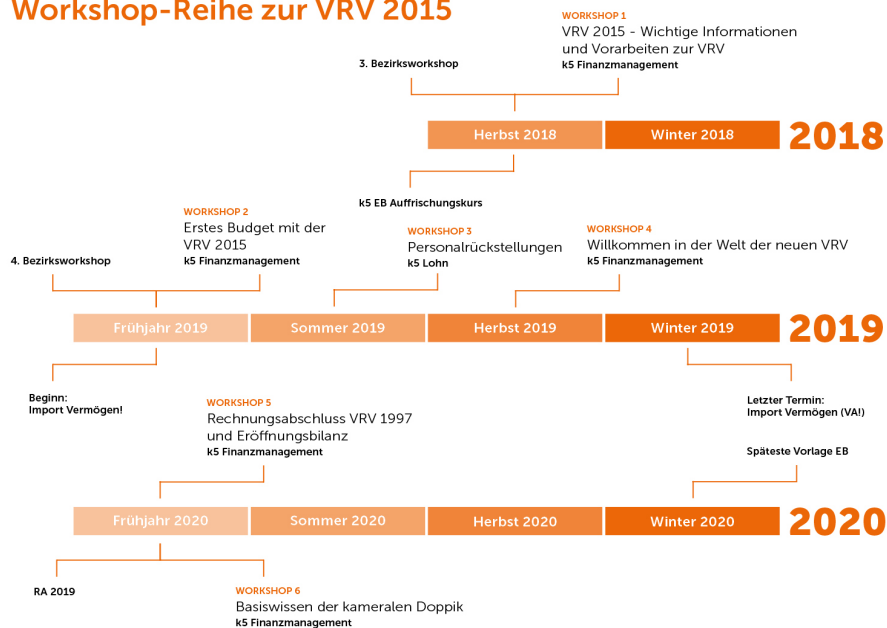 Workshop-Reihe zur VRV 2015
WORKSHOP 1
VRV 2015 - Wichtige Informationen
und Vorarbeiten zur VRV
k5 Finanzmanagement
3. Bezirksworkshop
Herbst 2018
Winter 2018
2018
k5 EB Auffrischungskurs
WORKSHOP 2
Erstes Budget mit der
VRV 2015
k5 Finanzmanagement
4. Bezirksworkshop
WORKSHOP 3
Personalrückstellungen
k5 Lohn
WORKSHOP 4
Willkommen in der Welt der neuen VRV
k5 Finanzmanagement
Frühjahr 2019
Sommer 2019
Herbst 2019
Winter 2019
2019
Beginn:
Import Vermögen!
Letzter Termin:
Import Vermögen (VA!)
WORKSHOP 5
Rechnungsabschluss VRV 1997
und Eröffnungsbilanz
k5 Finanzmanagement
Späteste Vorlage EB
Frühjahr 2020
Sommer 2020
Herbst 2020
Winter 2020
2020
RA 2019
WORKSHOP 6
Basiswissen der kameralen Doppik
k5 Finanzmanagement